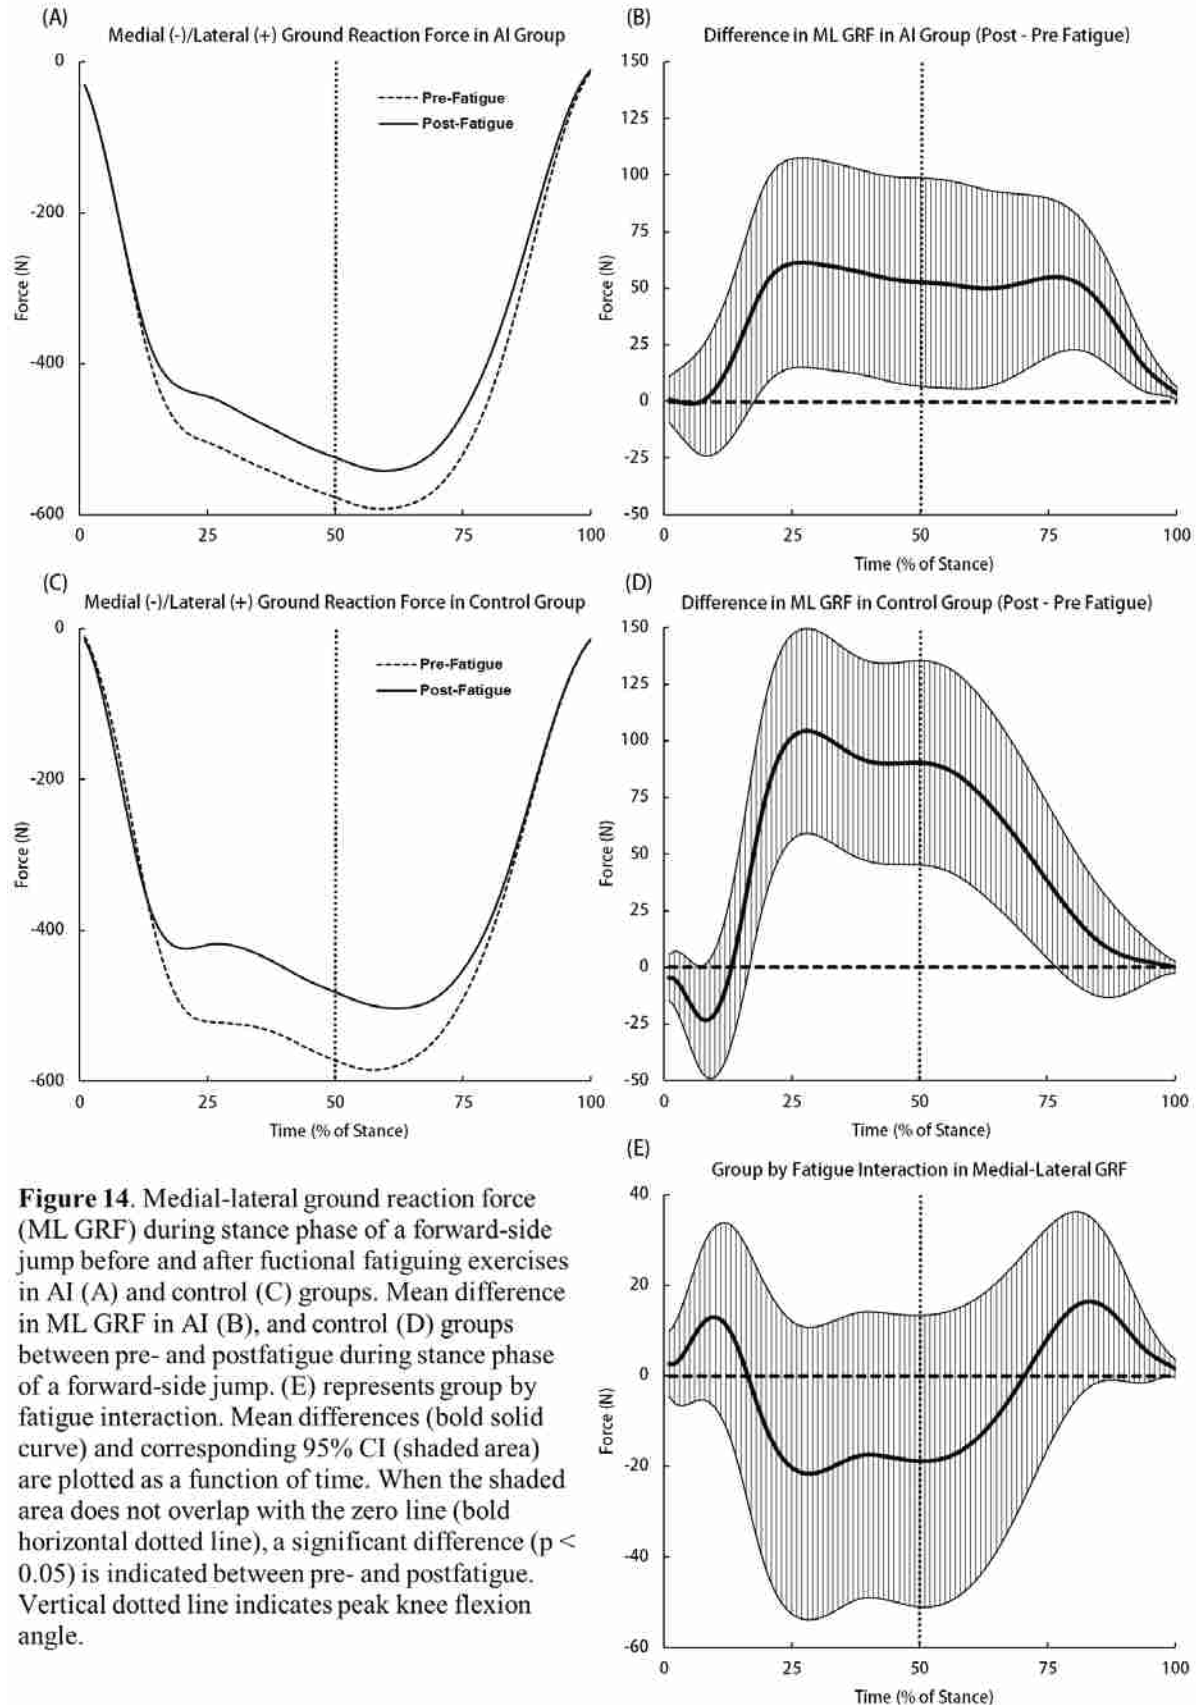 (A)
Medial (-)/Lateral (+) Ground Reaction Force in AI Group
0
-200
-400
-600
Force (N)
Pre-Fatigue
Post-Fatigue
0 25 50 75 100
(B)
Difference in ML GRF in AI Group (Post - Pre Fatigue)
150
125
100
75
50
25
0
-25
-50
Force (N)
0 25 50 75 100
Time (% of Stance)
(C)
Medial (-)/Lateral (+) Ground Reaction Force in Control Group
0
-200
-400
-600
Force (N)
Pre-Fatigue
Post-Fatigue
0 25 50 75 100
Time (% of Stance)
(D)
Difference in ML GRF in Control Group (Post - Pre Fatigue)
150
125
100
75
50
25
0
-25
-50
Force (N)
0 25 50 75 100
Time (% of Stance)
(E)
Group by Fatigue Interaction in Medial-Lateral GRF
40
20
0
-20
-40
-60
Force (N)
0 25 50 75 100
Time (% of Stance)
Figure 14. Medial-lateral ground reaction force
(ML GRF) during stance phase of a forward-side
jump before and after fuctional fatiguing exercises
in AI (A) and control (C) groups. Mean difference
in ML GRF in AI (B), and control (D) groups
between pre- and postfatigue during stance phase
of a forward-side jump. (E) represents group by
fatigue interaction. Mean differences (bold solid
curve) and corresponding 95% CI (shaded area)
are plotted as a function of time. When the shaded
area does not overlap with the zero line (bold
horizontal dotted line), a significant difference (p <
0.05) is indicated between pre- and postfatigue.
Vertical dotted line indicates peak knee flexion
angle.